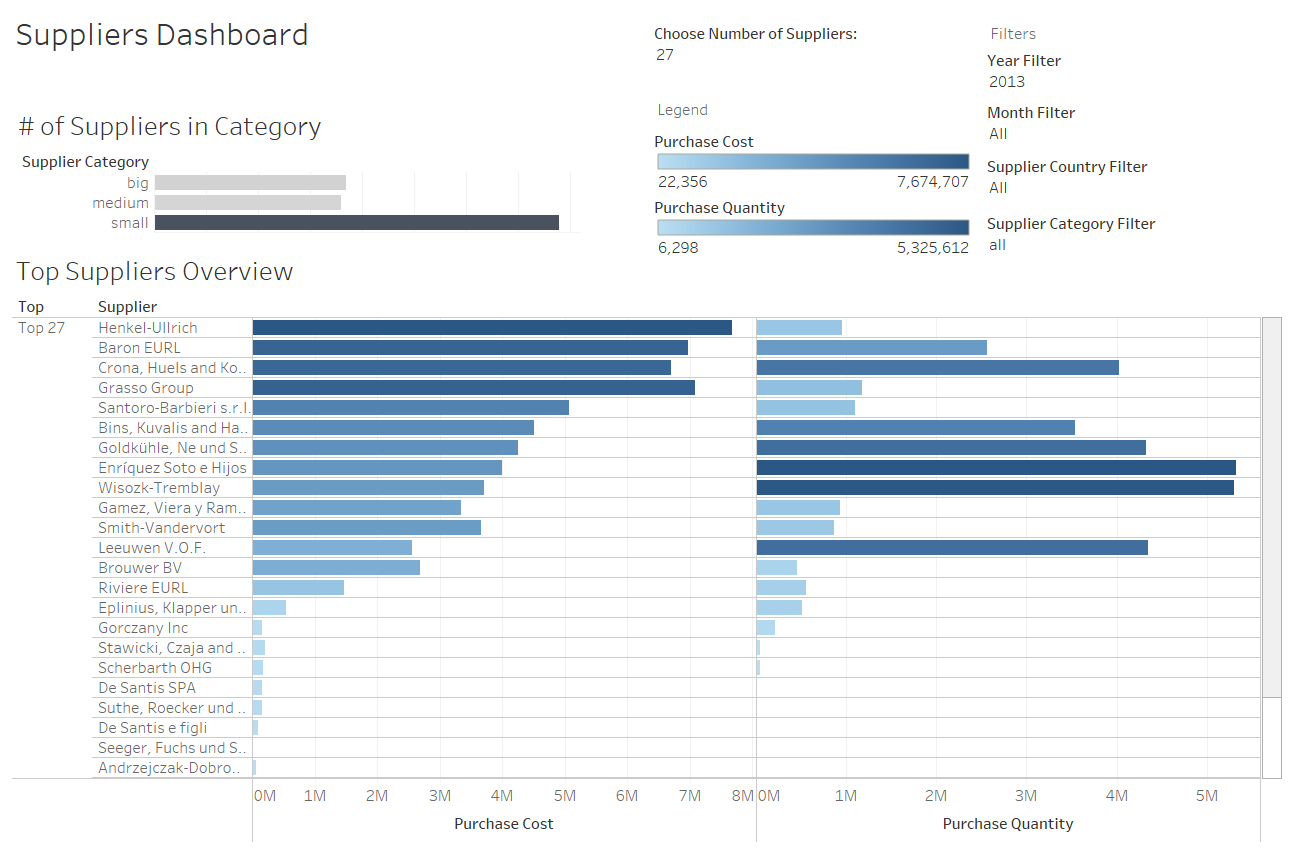 Suppliers Dashboard
Choose Number of Suppliers:
27
Filters
Year Filter
2013
Legend
Month Filter
All
# of Suppliers in Category
Purchase Cost
22,356 7,674,707
Supplier Country Filter
All
Supplier Category
big
medium
small
Purchase Quantity
6,298 5,325,612
Supplier Category Filter
all
Top Suppliers Overview
Top Supplier
Top 27 Henkel-Ullrich
Baron EURL
Crona, Huels and Ko..
Grasso Group
Santoro-Barbieri s.r.l.
Bins, Kuvalis and Ha..
Goldkühle, Ne und S..
Enríquez Soto e Hijos
Wisozk-Tremblay
Gamez, Viera y Ram..
Smith-Vandervort
Leeuwen V.O.F.
Brouwer BV
Riviere EURL
Eplinius, Klapper un..
Gorczany Inc
Stawicki, Czaja and ..
Scherbarth OHG
De Santis SPA
Suthe, Roecker und ..
De Santis e figli
Seeger, Fuchs und S..
Andrzejczak-Dobro..
0M 1M 2M 3M 4M 5M 6M 7M 8M 0M 1M 2M 3M 4M 5M
Purchase Cost Purchase Quantity